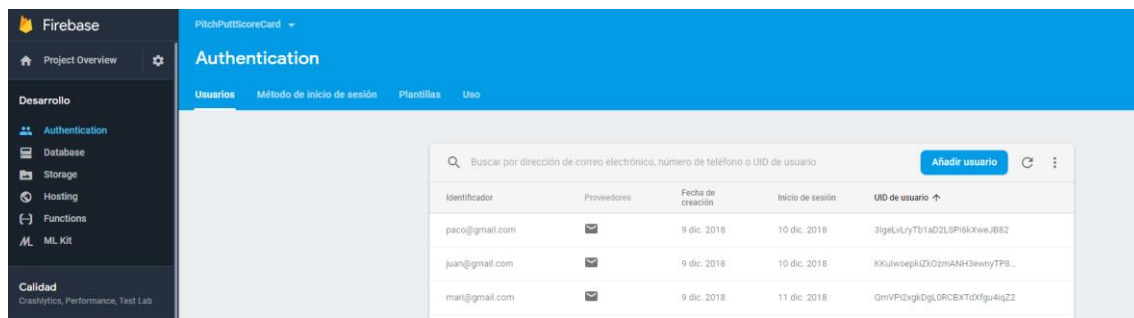 Firebase
Project Overview
Desarrollo
Authentication
Database
Storage
Hosting
Functions
ML Kit
Calidad
Crashlytics, Performance, Test Lab
PitchPuttScoreCard
Authentication
Usuarios Método de inicio de sesión Plantillas Uso
Buscar por dirección de correo electrónico, número de teléfono o UID de usuario Añadir usuario
Identificador Proveedores Fecha de creación Inicio de sesión UID de usuario
paco@gmail.com 9 dic. 2018 10 dic. 2018
juan@gmail.com 9 dic. 2018 10 dic. 2018
mari@gmail.com 9 dic. 2018 11 dic. 2018